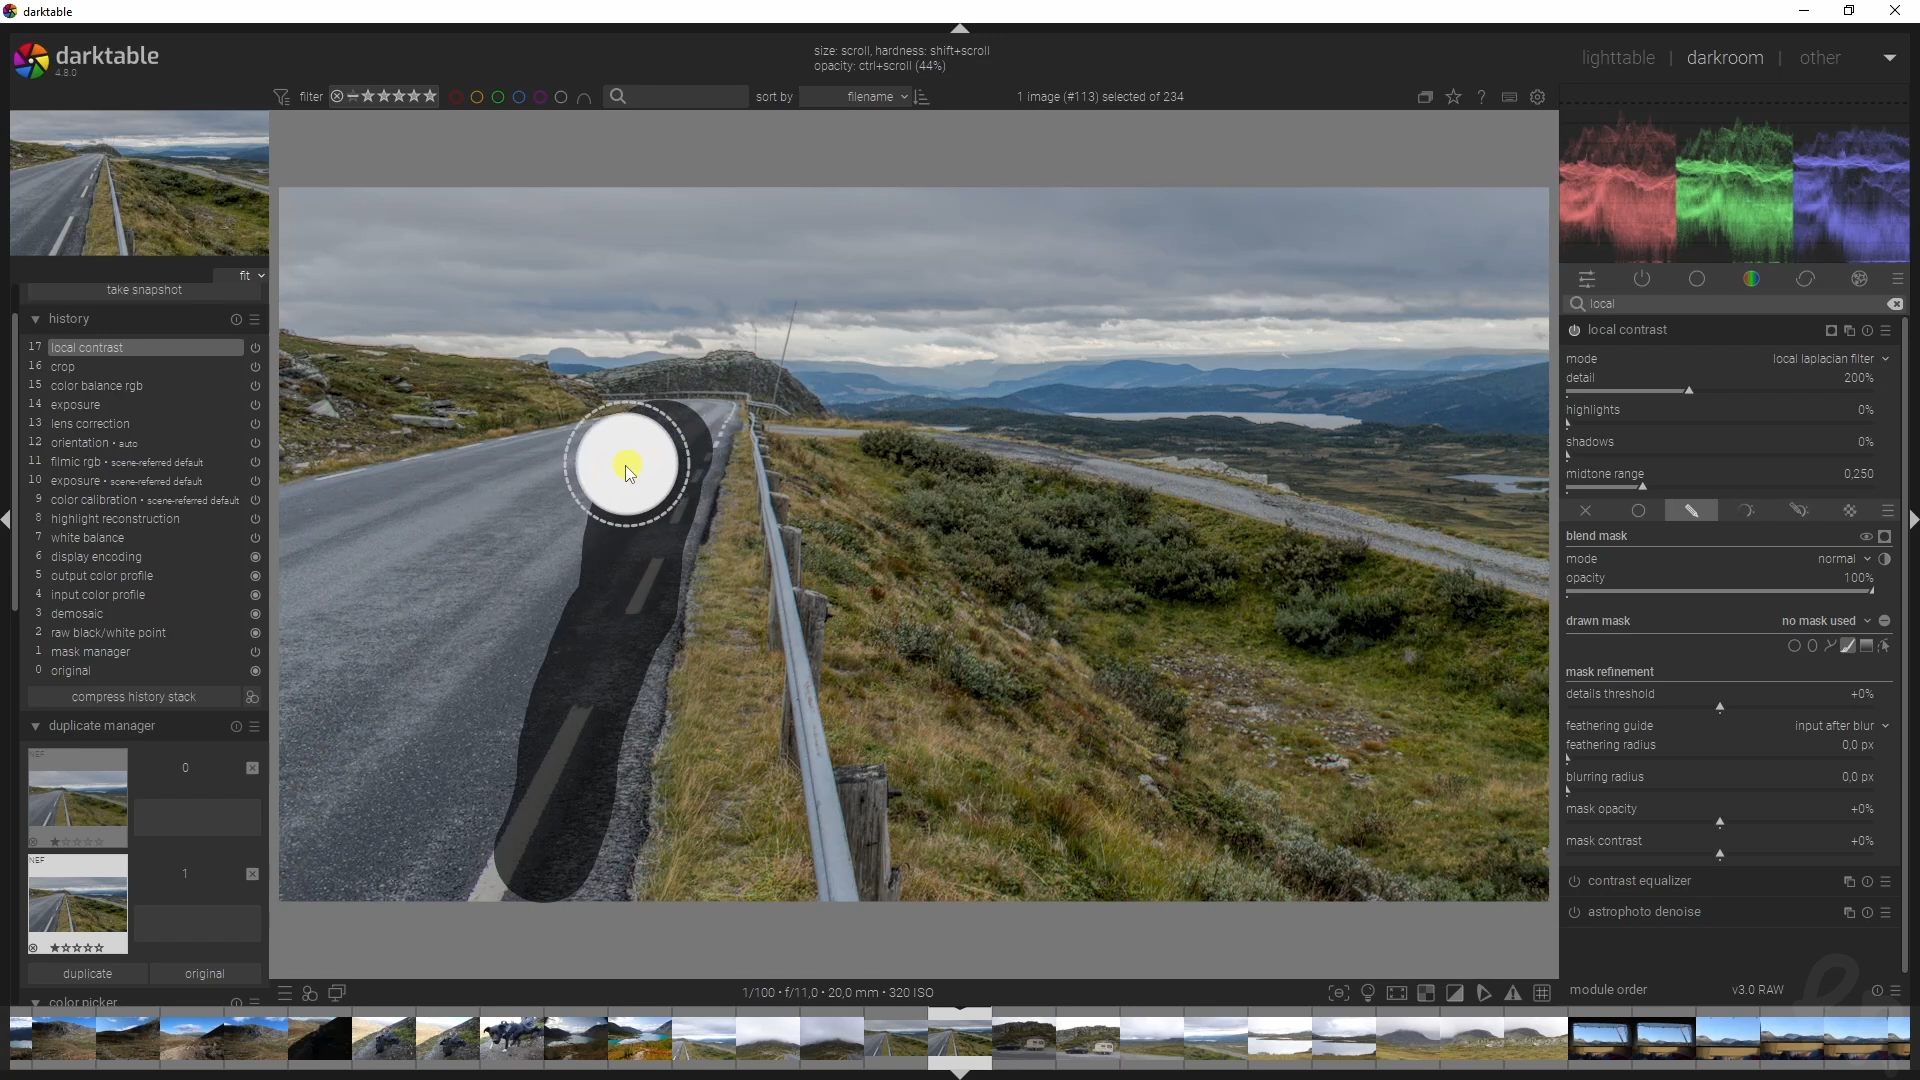 darktable
darktable
4.8.0
size: scroll, hardness: shift+scroll
opacity: ctrl+scroll (44%)
lighttable | darkroom | other
filter
sort by filename
1 image (#113) selected of 234
?
fit
take snapshot
history
17 local contrast
16 crop
15 color balance rgb
14 exposure
13 lens correction
12 orientation • auto
11 filmic rgb • scene-referred default
10 exposure • scene-referred default
9 color calibration • scene-referred default
8 highlight reconstruction
7 white balance
6 display encoding
5 output color profile
4 input color profile
3 demosaic
2 raw black/white point
1 mask manager
0 original
compress history stack
duplicate manager
NEF
0
NEF
1
duplicate
original
color picker
1/100 • f/11,0 • 20,0 mm • 320 ISO
local
local contrast
mode local laplacian filter
detail 200%
highlights 0%
shadows 0%
midtone range 0,250
blend mask
mode normal
opacity 100%
drawn mask no mask used
mask refinement
details threshold +0%
feathering guide input after blur
feathering radius 0,0 px
blurring radius 0,0 px
mask opacity +0%
mask contrast +0%
contrast equalizer
astrophoto denoise
module order v3.0 RAW